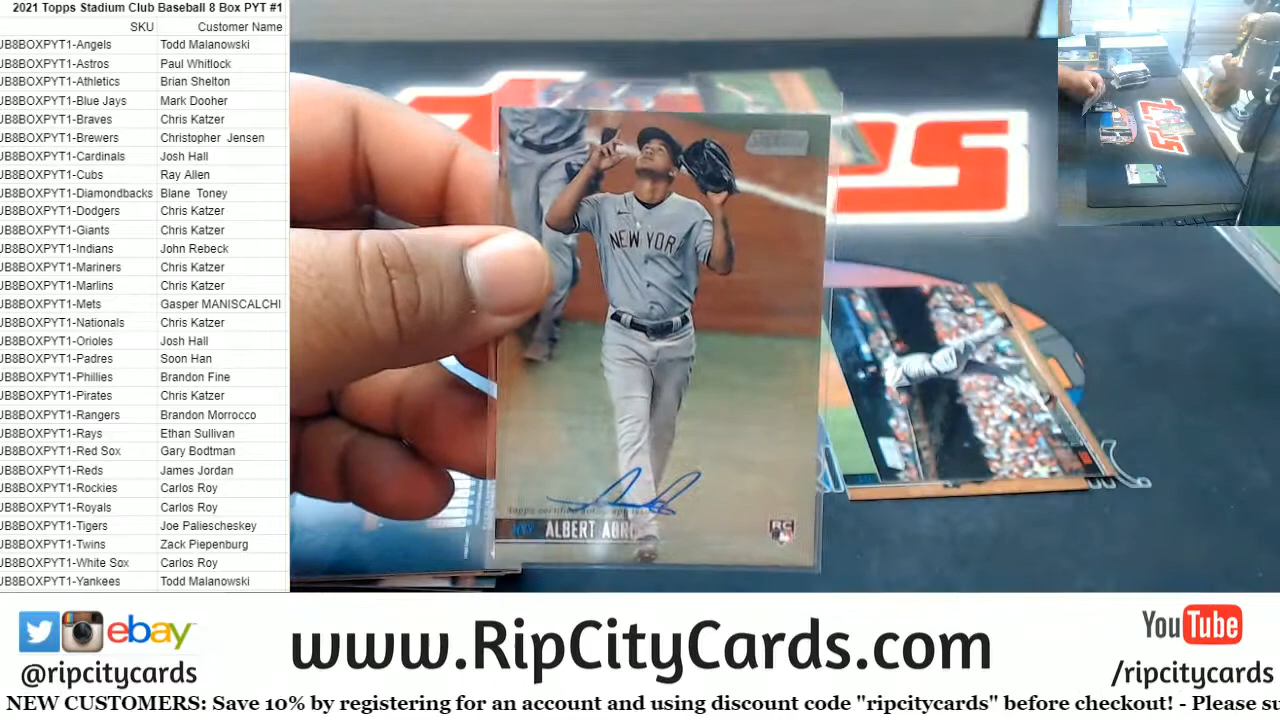 2021 Topps Stadium Club Baseball 8 Box PYT #1
SKU Customer Name
JB8BOXPYT1-Angels Todd Malanowski
JB8BOXPYT1-Astros Paul Whitlock
JB8BOXPYT1-Athletics Brian Shelton
JB8BOXPYT1-Blue Jays Mark Dooher
JB8BOXPYT1-Braves Chris Katzer
JB8BOXPYT1-Brewers Christopher Jensen
JB8BOXPYT1-Cardinals Josh Hall
JB8BOXPYT1-Cubs Ray Allen
JB8BOXPYT1-Diamondbacks Blane Toney
JB8BOXPYT1-Dodgers Chris Katzer
JB8BOXPYT1-Giants Chris Katzer
JB8BOXPYT1-Indians John Rebeck
JB8BOXPYT1-Mariners Chris Katzer
JB8BOXPYT1-Marlins Chris Katzer
JB8BOXPYT1-Mets Gasper MANISCALCHI
JB8BOXPYT1-Nationals Chris Katzer
JB8BOXPYT1-Orioles Josh Hall
JB8BOXPYT1-Padres Soon Han
JB8BOXPYT1-Phillies Brandon Fine
JB8BOXPYT1-Pirates Chris Katzer
JB8BOXPYT1-Rangers Brandon Morrocco
JB8BOXPYT1-Rays Ethan Sullivan
JB8BOXPYT1-Red Sox Gary Bodtman
JB8BOXPYT1-Reds James Jordan
JB8BOXPYT1-Rockies Carlos Roy
JB8BOXPYT1-Royals Carlos Roy
JB8BOXPYT1-Tigers Joe Paliescheskey
JB8BOXPYT1-Twins Zack Piepenburg
JB8BOXPYT1-White Sox Carlos Roy
JB8BOXPYT1-Yankees Todd Malanowski
NEW YORK
Topps certified autograph
ALBERT
RC
ebay
@ripcitycards
www.RipCityCards.com
YouTube
/ripcitycards
NEW CUSTOMERS: Save 10% by registering for an account and using discount code "ripcitycards" before checkout! - Please su